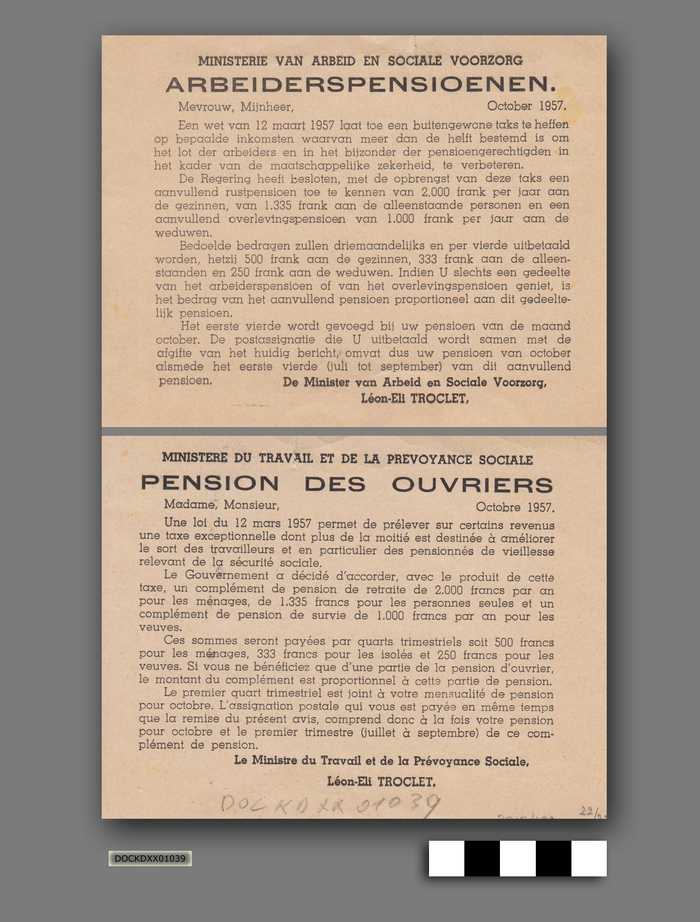 MINISTERIE VAN ARBEID EN SOCIALE VOORZORG
ARBEIDERSPENSIOENEN.
Mevrouw, Mijnheer, October 1957.
Een wet van 12 maart 1957 laat toe een buitengewone taks te heffen
op bepaalde inkomsten waarvan meer dan de helft bestemd is om
het lot der arbeiders en in het bijzonder der pensioengerechtigden in
het kader van de maatschappelijke zekerheid, te verbeteren.
De Regering heeft besloten, met de opbrengst van deze taks een
aanvullend rustpensioen toe te kennen van 2.000 frank per jaar aan
de gezinnen, van 1.335 frank aan de alleenstaande personen en een
aanvullend overlevingspensioen van 1.000 frank per jaur aan de
weduwen.
Bedoelde bedragen zullen driemaandelijks en per vierde uitbetaald
worden, hetzij 500 frank aan de gezinnen, 333 frank aan de alleen-
staanden en 250 frank aan de weduwen. Indien U slechts een gedeelte
van het arbeiderspensioen of van het overlevingspensioen geniet, is
het bedrag van het aanvullend pensioen proportioneel aan dit gedeelte-
lijk pensioen.
Het eerste vierde wordt gevoegd bij uw pensioen van de maand
october. De postassignatie die U uitbetaald wordt samen met de
afgifte van het huidig bericht, omvat dus uw pensioen van october
alsmede het eerste vierde (juli tot september) van dit aanvullend
pensioen. De Minister van Arbeid en Sociale Voorzorg,
Léon-Eli TROCLET,
MINISTERE DU TRAVAIL ET DE LA PREVOYANCE SOCIALE
PENSION DES OUVRIERS
Madame, Monsieur, Octobre 1957.
Une loi du 12 mars 1957 permet de prélever sur certains revenus
une taxe exceptionnelle dont plus de la moitié est destinée à améliorer
le sort des travailleurs et en particulier des pensionnés de vieillesse
relevant de la sécurité sociale.
Le Gouvernement a décidé d'accorder, avec le produit de cette
taxe, un complément de pension de retraite de 2.000 francs par an
pour les ménages, de 1.335 francs pour les personnes seules et un
complément de pension de survie de 1.000 francs par an pour les
veuves.
Ces sommes seront payées par quarts trimestriels soit 500 francs
pour les ménages, 333 francs pour les isolés et 250 francs pour les
veuves. Si vous ne bénéficiez que d'une partie de la pension d'ouvrier,
le montant du complément est proportionnel à cette partie de pension.
Le premier quart trimestriel est joint à votre mensualité de pension
pour octobre. L'assignation postale qui vous est payée en même temps
que la remise du présent avis, comprend donc à la fois votre pension
pour octobre et le premier trimestre (juillet à septembre) de ce com-
plément de pension.
Le Ministre du Travail et de la Prévoyance Sociale,
Léon-Eli TROCLET.
DOCKDXX01039
DOCKDXX01039